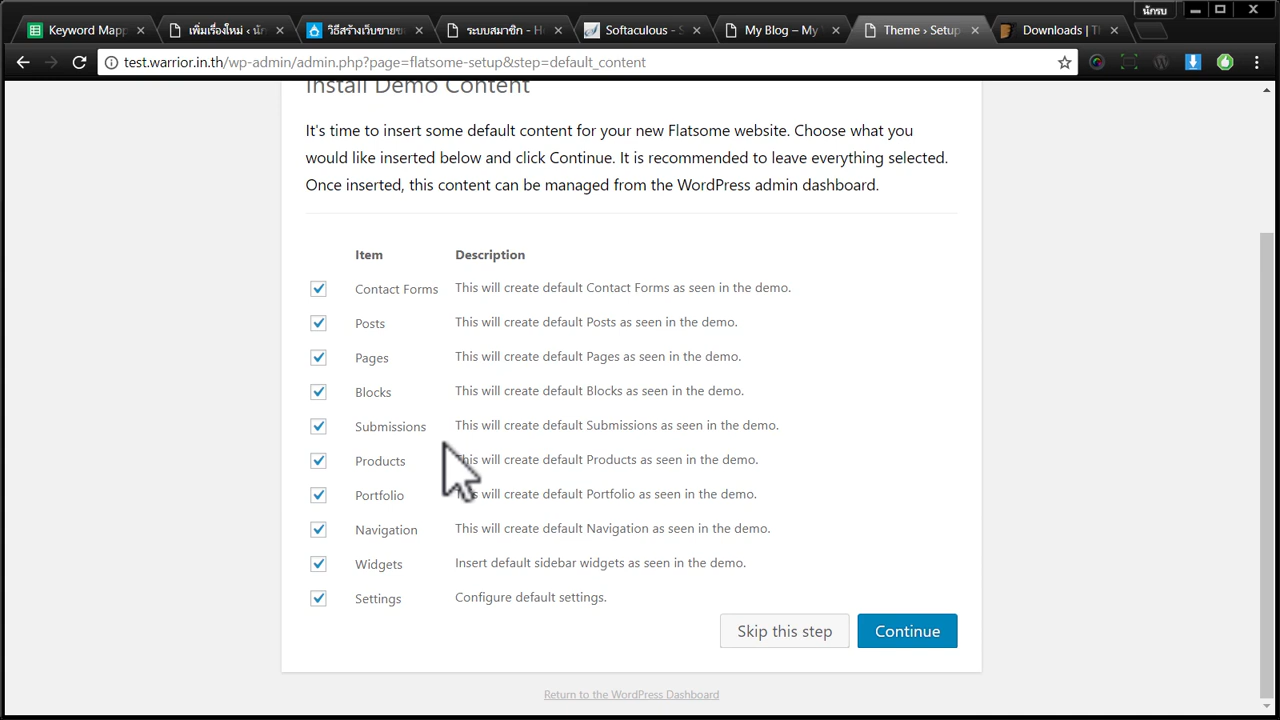 นักรบ
Keyword Mapp
เพิ่มเรื่องใหม่ ‹ นัก
วิธีสร้างเว็บขายข
ระบบสมาชิก - H
Softaculous -
My Blog – My
Theme › Setup
Downloads | T
test.warrior.in.th/wp-admin/admin.php?page=flatsome-setup&step=default_content
Install Demo Content
It's time to insert some default content for your new Flatsome website. Choose what you
would like inserted below and click Continue. It is recommended to leave everything selected.
Once inserted, this content can be managed from the WordPress admin dashboard.
Item Description
Contact Forms This will create default Contact Forms as seen in the demo.
Posts This will create default Posts as seen in the demo.
Pages This will create default Pages as seen in the demo.
Blocks This will create default Blocks as seen in the demo.
Submissions This will create default Submissions as seen in the demo.
Products This will create default Products as seen in the demo.
Portfolio This will create default Portfolio as seen in the demo.
Navigation This will create default Navigation as seen in the demo.
Widgets Insert default sidebar widgets as seen in the demo.
Settings Configure default settings.
Skip this step Continue
Return to the WordPress Dashboard